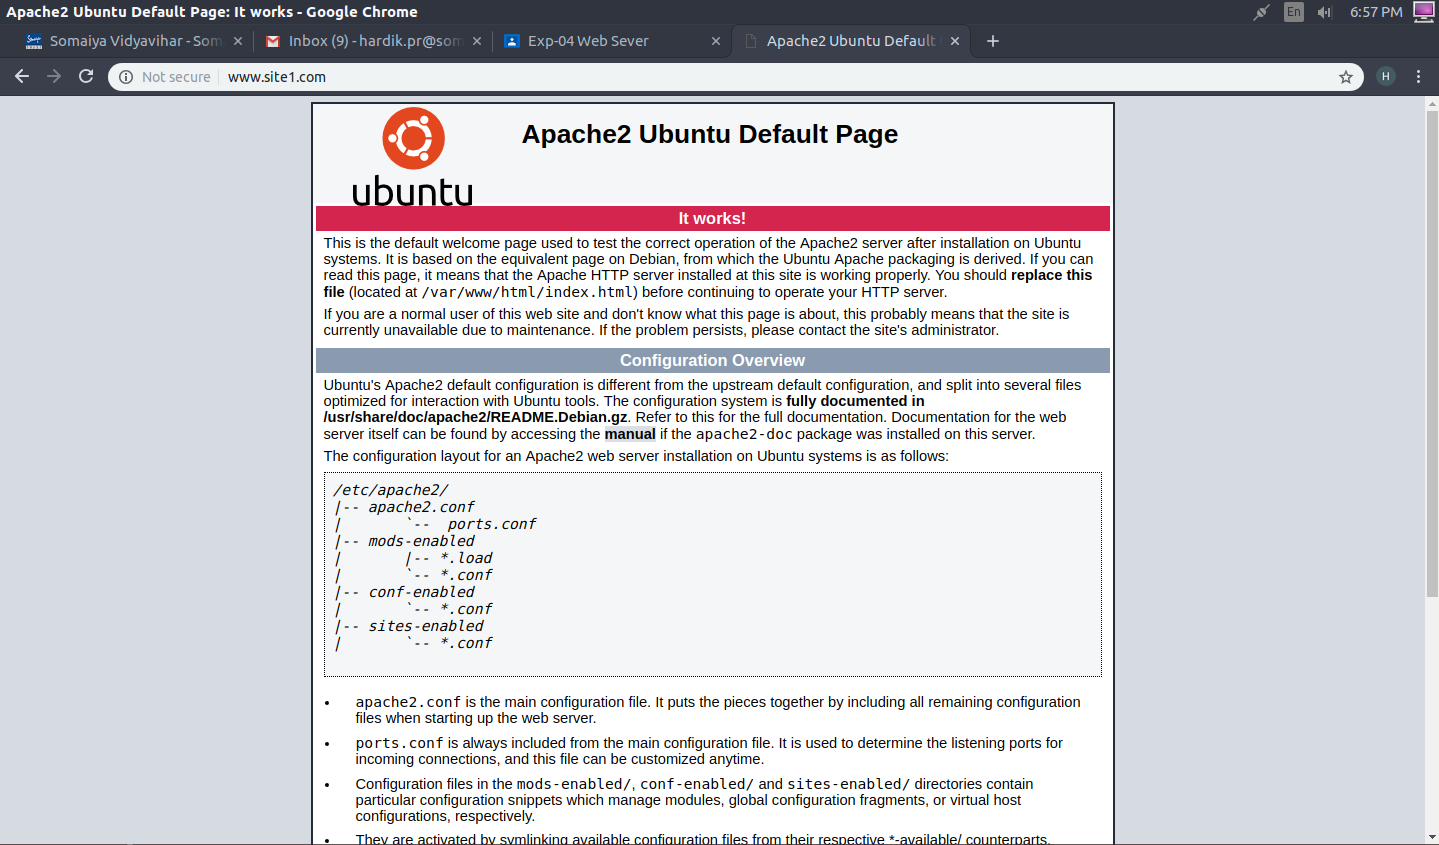 Apache2 Ubuntu Default Page: It works - Google Chrome
En
6:57 PM
Somaiya Vidyavihar - Som
Inbox (9) - hardik.pr@som
Exp-04 Web Sever
Apache2 Ubuntu Default
Not secure
www.site1.com
H
ubuntu
Apache2 Ubuntu Default Page
It works!
This is the default welcome page used to test the correct operation of the Apache2 server after installation on Ubuntu
systems. It is based on the equivalent page on Debian, from which the Ubuntu Apache packaging is derived. If you can
read this page, it means that the Apache HTTP server installed at this site is working properly. You should replace this
file (located at /var/www/html/index.html) before continuing to operate your HTTP server.
If you are a normal user of this web site and don't know what this page is about, this probably means that the site is
currently unavailable due to maintenance. If the problem persists, please contact the site's administrator.
Configuration Overview
Ubuntu's Apache2 default configuration is different from the upstream default configuration, and split into several files
optimized for interaction with Ubuntu tools. The configuration system is fully documented in
/usr/share/doc/apache2/README.Debian.gz. Refer to this for the full documentation. Documentation for the web
server itself can be found by accessing the manual if the apache2-doc package was installed on this server.
The configuration layout for an Apache2 web server installation on Ubuntu systems is as follows:
/etc/apache2/
|-- apache2.conf
|       `--  ports.conf
|-- mods-enabled
|       |-- *.load
|       `-- *.conf
|-- conf-enabled
|       `-- *.conf
|-- sites-enabled
|       `-- *.conf
• apache2.conf is the main configuration file. It puts the pieces together by including all remaining configuration
files when starting up the web server.
• ports.conf is always included from the main configuration file. It is used to determine the listening ports for
incoming connections, and this file can be customized anytime.
• Configuration files in the mods-enabled/, conf-enabled/ and sites-enabled/ directories contain
particular configuration snippets which manage modules, global configuration fragments, or virtual host
configurations, respectively.
• They are activated by symlinking available configuration files from their respective *-available/ counterparts.